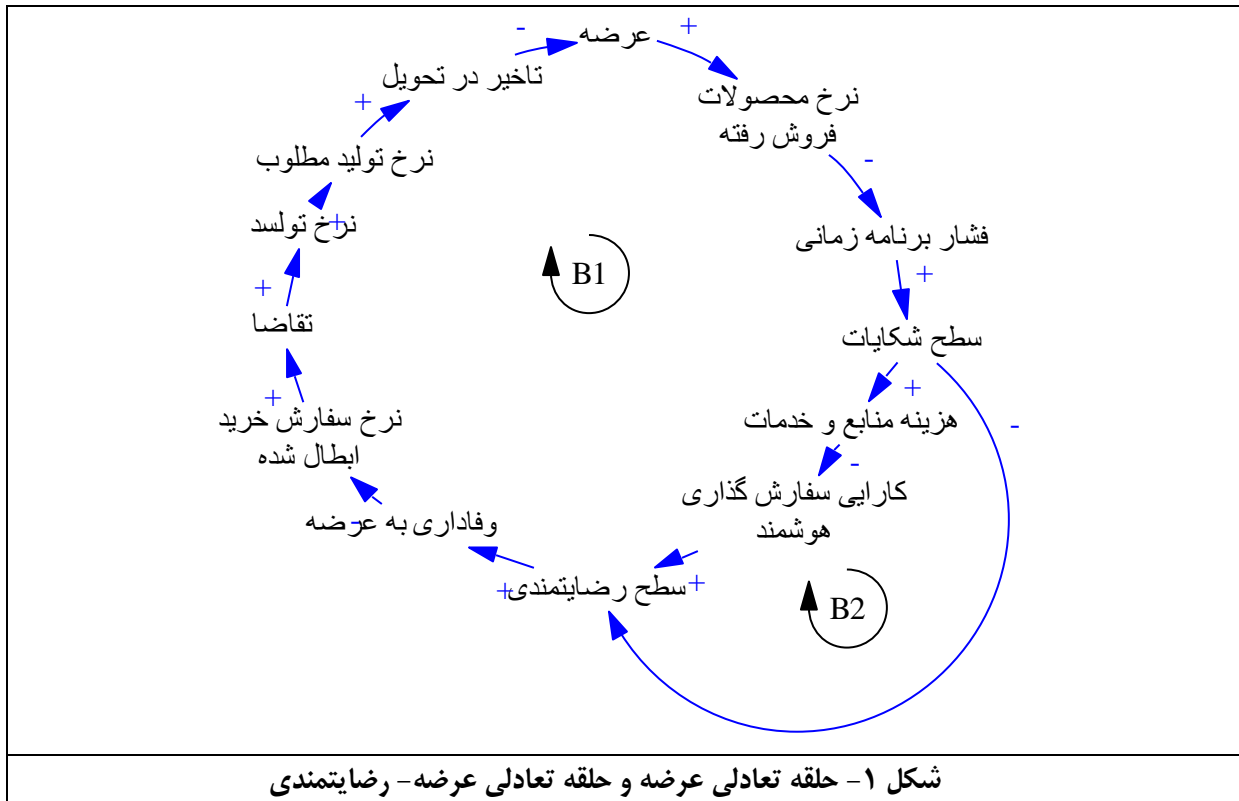 عرضه
+
نرخ محصولات
فروش رفته
-
فشار برنامه زمانی
+
سطح شکایات
+
-
هزینه منابع و خدمات
-
کارایی سفارش گذاری
هوشمند
+
سطح رضایتمندی
+
وفاداری به عرضه
-
نرخ سفارش خرید
ابطال شده
+
تقاضا
+
نرخ تولسد
+
نرخ تولید مطلوب
+
تاخیر در تحویل
-
B1
B2
شکل ۱- حلقه تعادلی عرضه و حلقه تعادلی عرضه- رضایتمندی